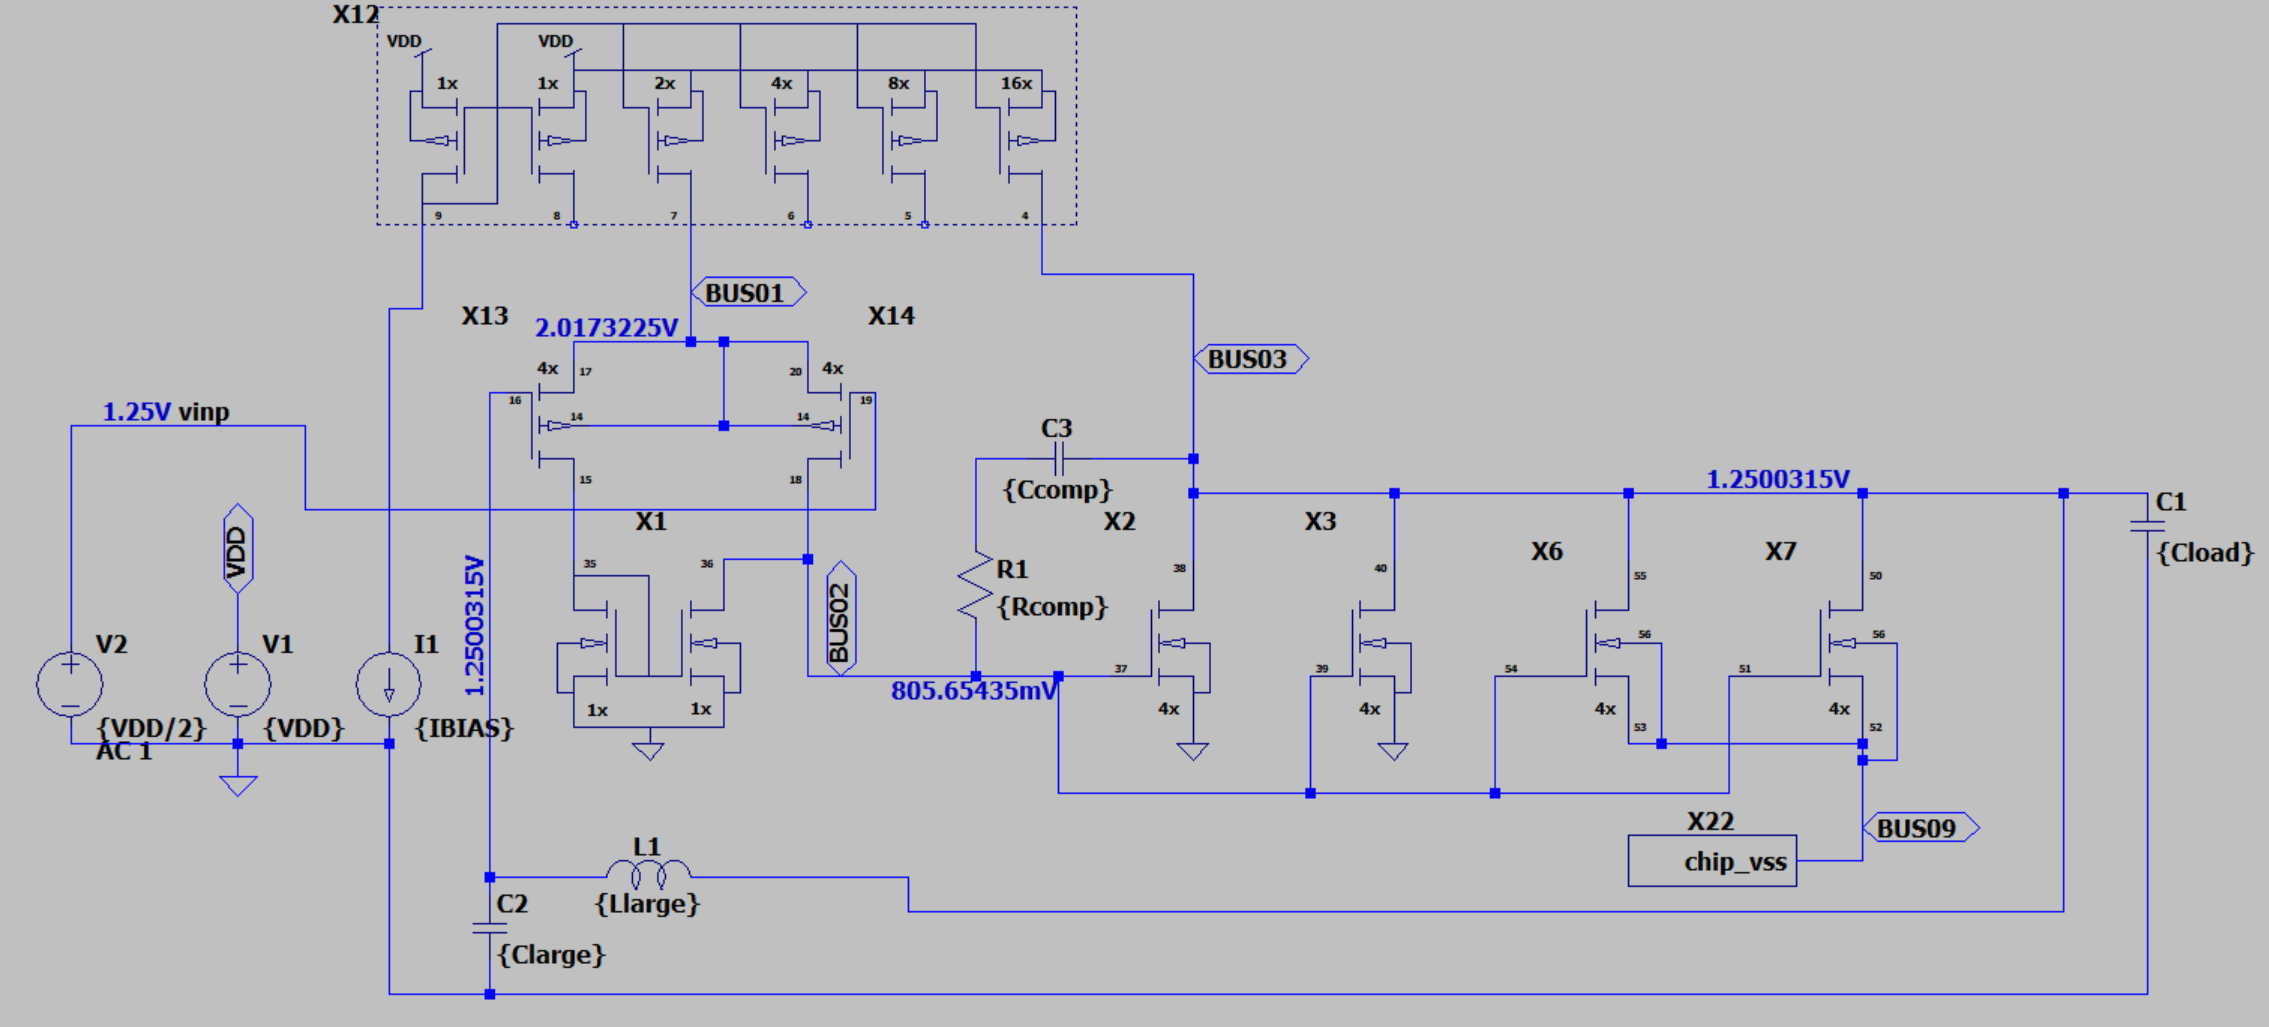 X12
VDD
VDD
1x
1x
2x
4x
8x
16x
9
8
7
6
5
4
BUS01
X13
X14
2.0173225V
4x
17
20
4x
16
14
14
19
15
18
1.25V vinp
BUS03
C3
{Ccomp}
X1
X2
X3
1.2500315V
C1
{Cload}
X6
X7
VDD
1.2500315V
35
36
BUS02
R1
{Rcomp}
38
40
55
50
56
56
V2
{VDD/2}
AC 1
V1
{VDD}
I1
{IBIAS}
1x
1x
805.65435mV
37
39
54
51
4x
4x
4x
4x
53
52
X22
chip_vss
BUS09
L1
{Llarge}
C2
{Clarge}